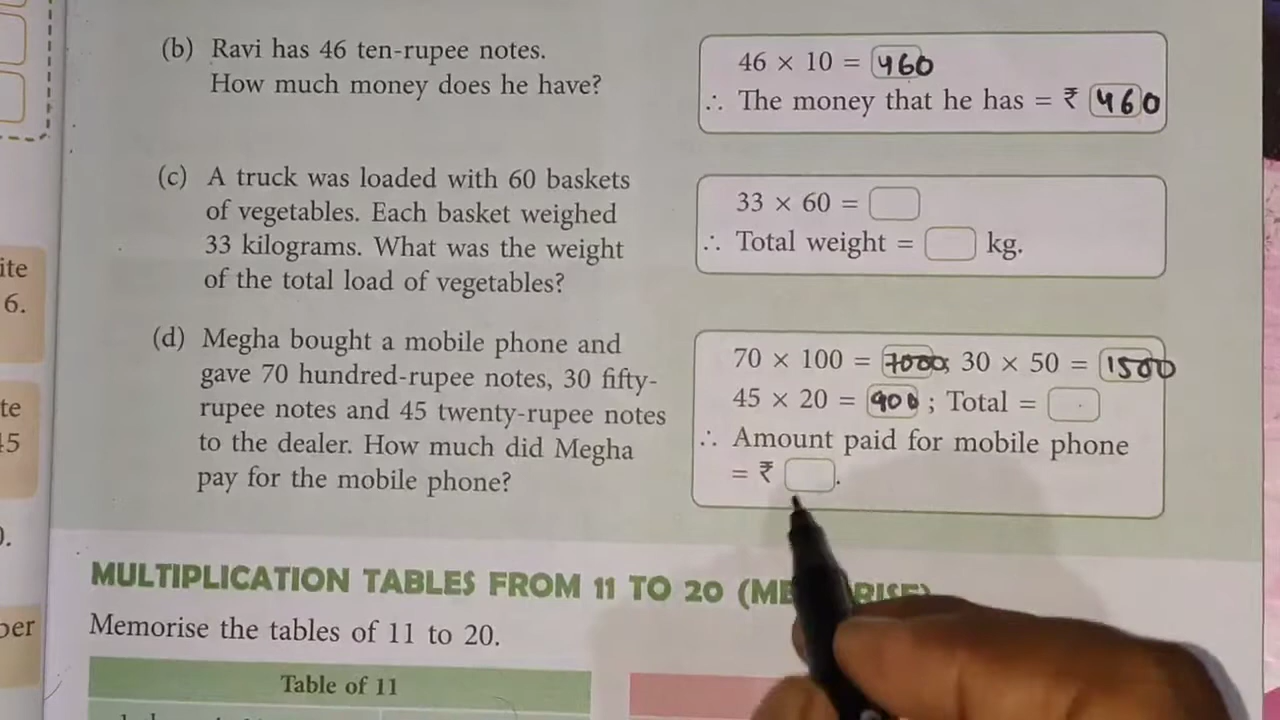 (b) Ravi has 46 ten-rupee notes.
How much money does he have?
46 × 10 = 460
∴ The money that he has = ₹ 460
(c) A truck was loaded with 60 baskets
of vegetables. Each basket weighed
33 kilograms. What was the weight
of the total load of vegetables?
33 × 60 =
∴ Total weight = kg.
(d) Megha bought a mobile phone and
gave 70 hundred-rupee notes, 30 fifty-
rupee notes and 45 twenty-rupee notes
to the dealer. How much did Megha
pay for the mobile phone?
70 × 100 = 7000; 30 × 50 = 1500
45 × 20 = 900; Total =
∴ Amount paid for mobile phone
= ₹ .
ite
6.
te
45
MULTIPLICATION TABLES FROM 11 TO 20
Memorise the tables of 11 to 20.
Table of 11